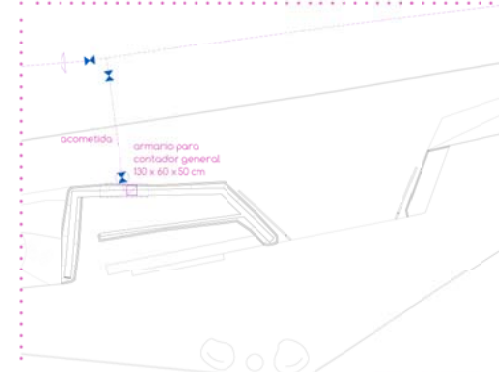 acometida
armario para
contador general
130 x 60 x 50 cm